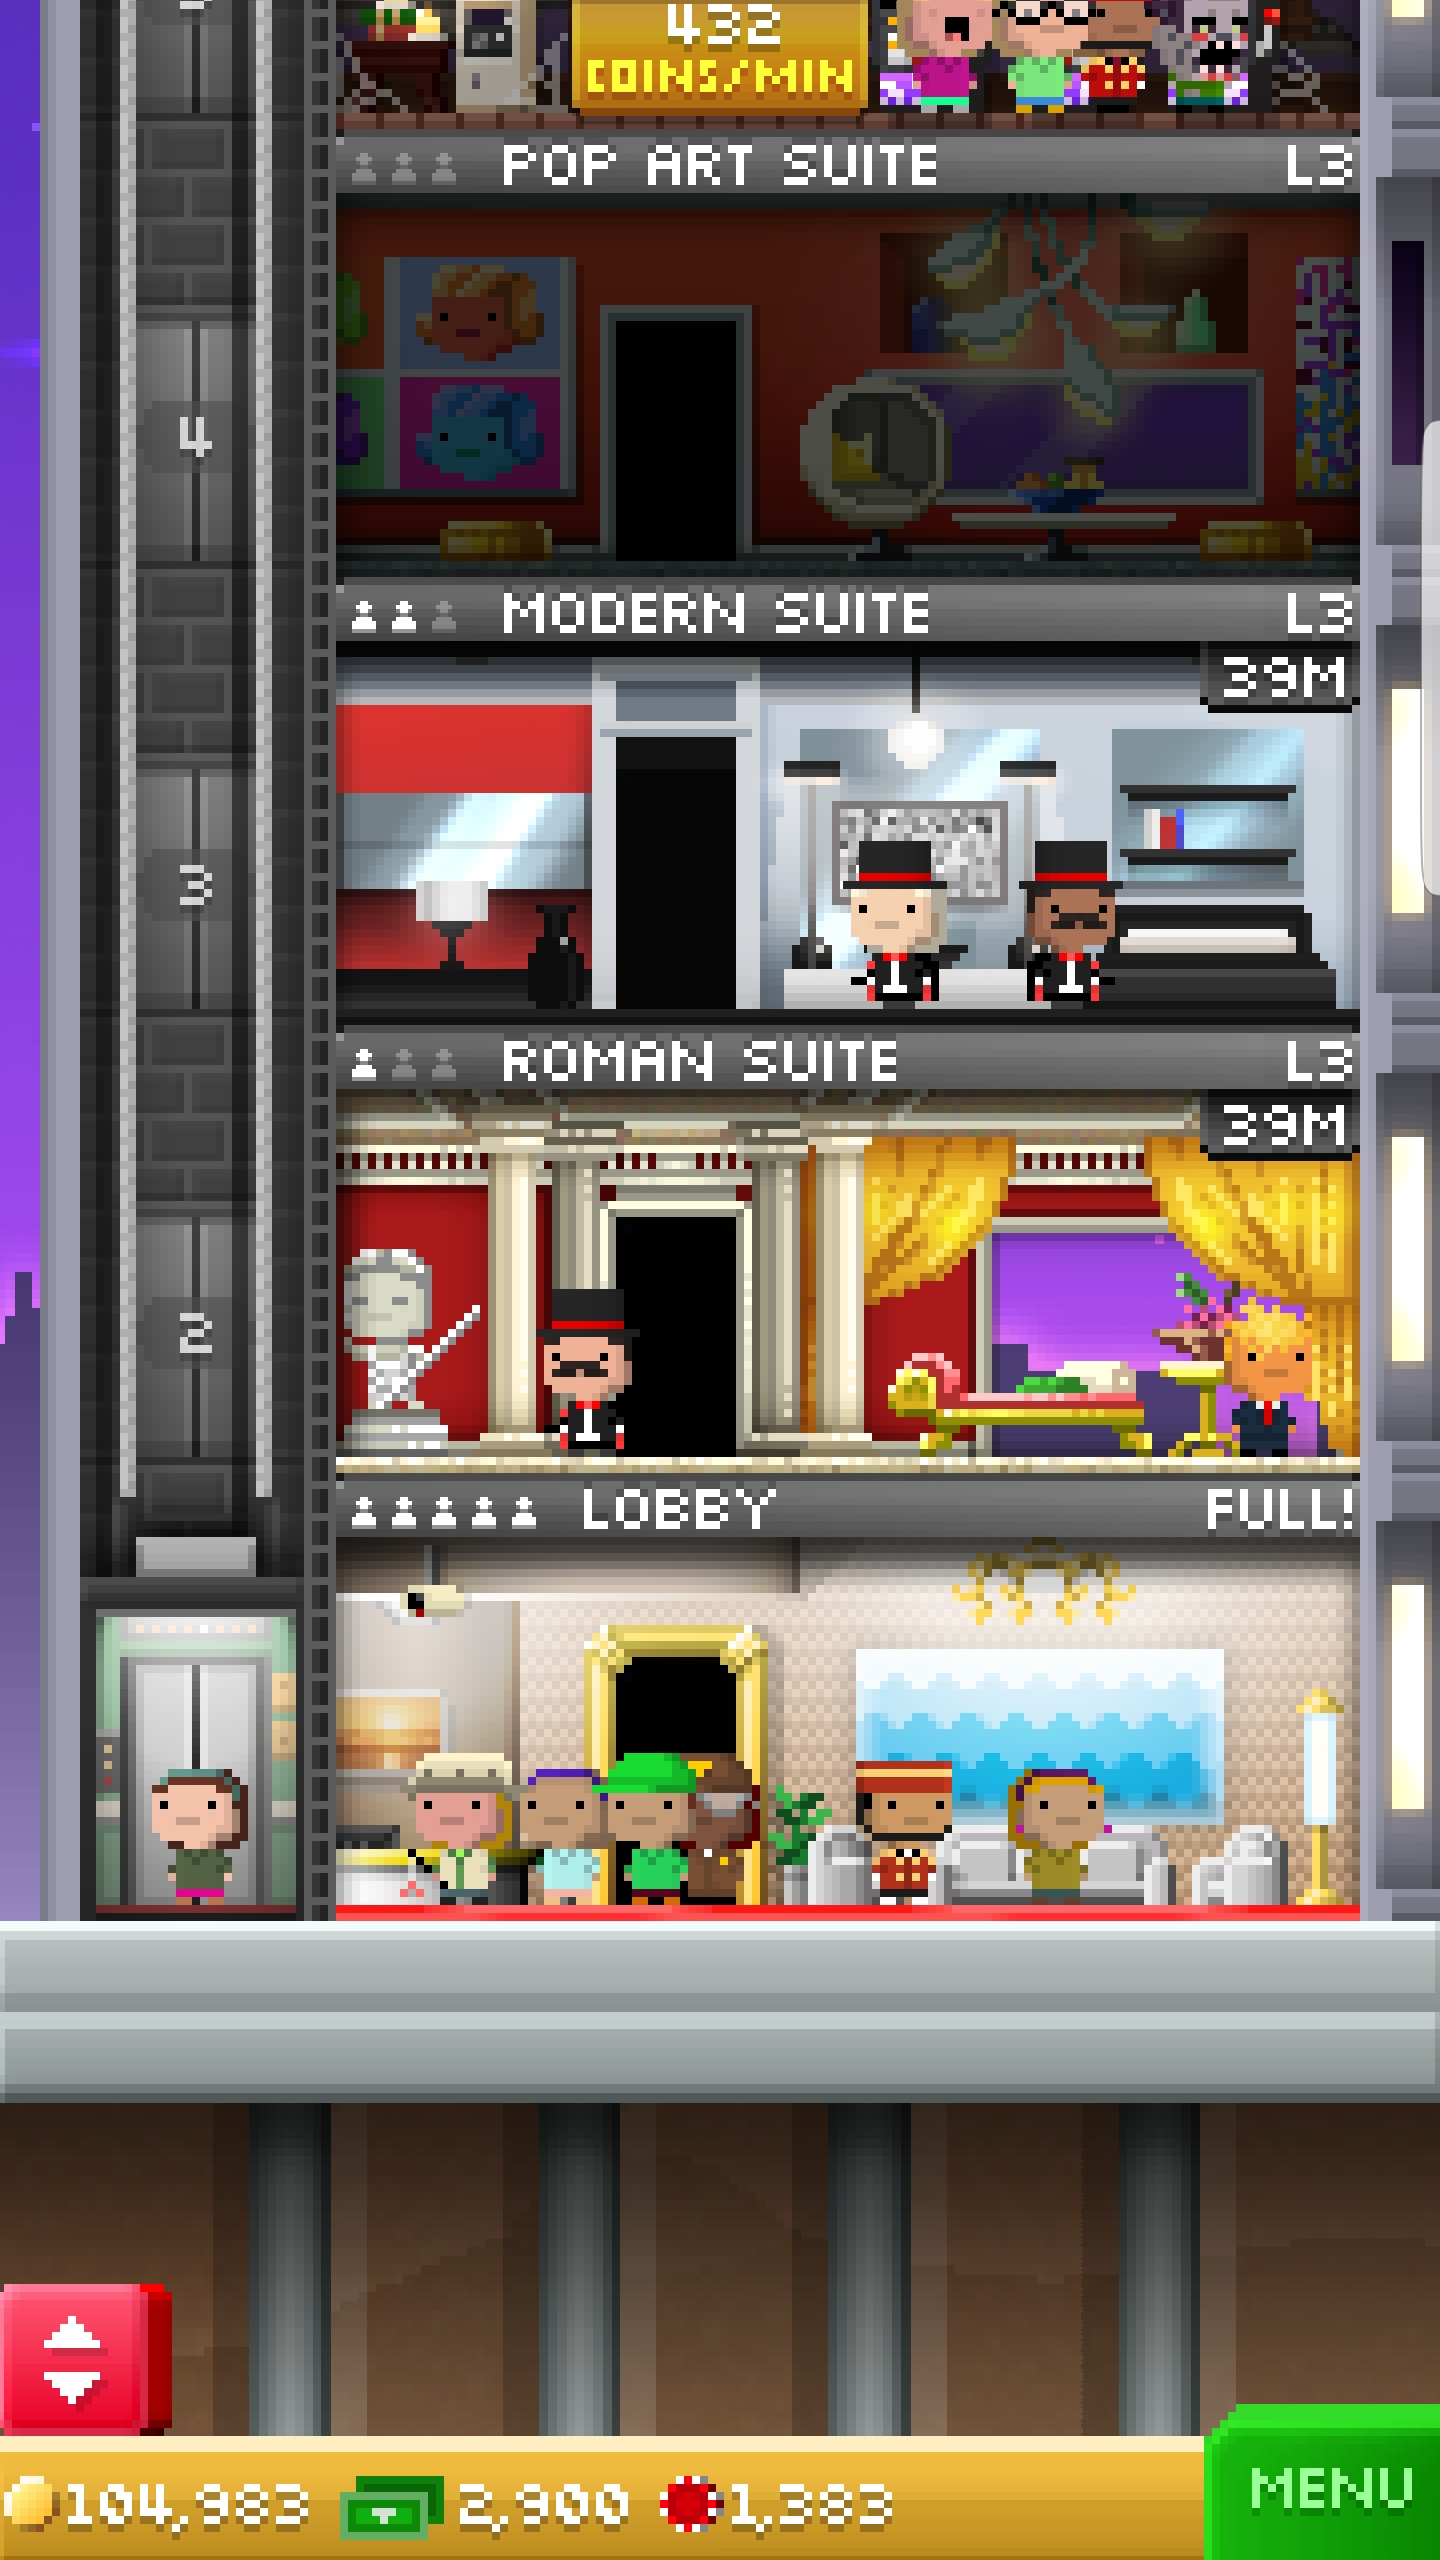 432
COINS/MIN
POP ART SUITE L3
4
MODERN SUITE L3
39M
3
ROMAN SUITE L3
39M
2
LOBBY FULL!
104,983 2,900 1,383 MENU